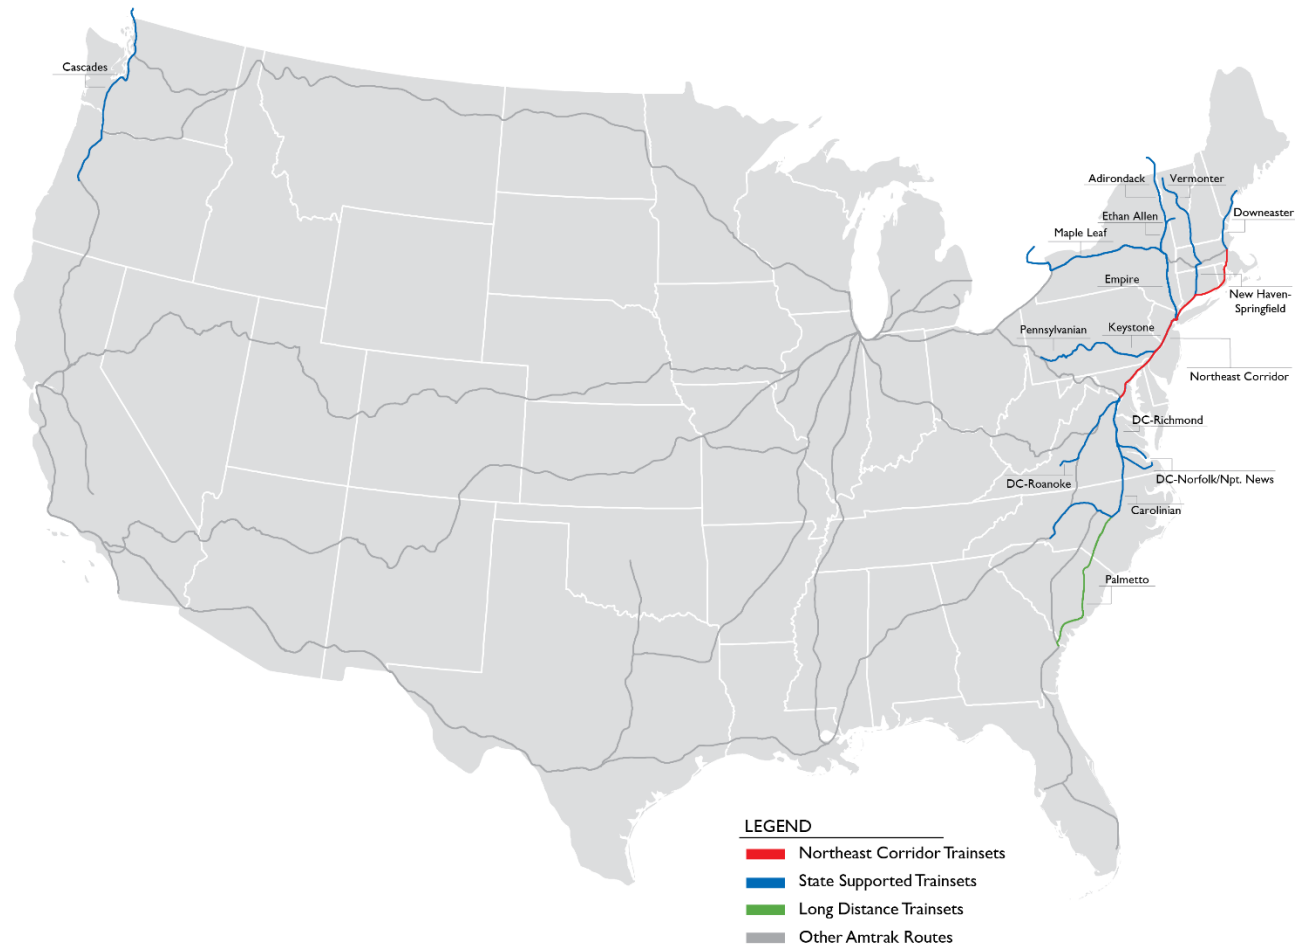 Cascades
Adirondack
Vermonter
Ethan Allen
Downeaster
Maple Leaf
Empire
New Haven-
Springfield
Pennsylvanian
Keystone
Northeast Corridor
DC-Richmond
DC-Roanoke
DC-Norfolk/Npt. News
Carolinian
Palmetto
LEGEND
Northeast Corridor Trainsets
State Supported Trainsets
Long Distance Trainsets
Other Amtrak Routes